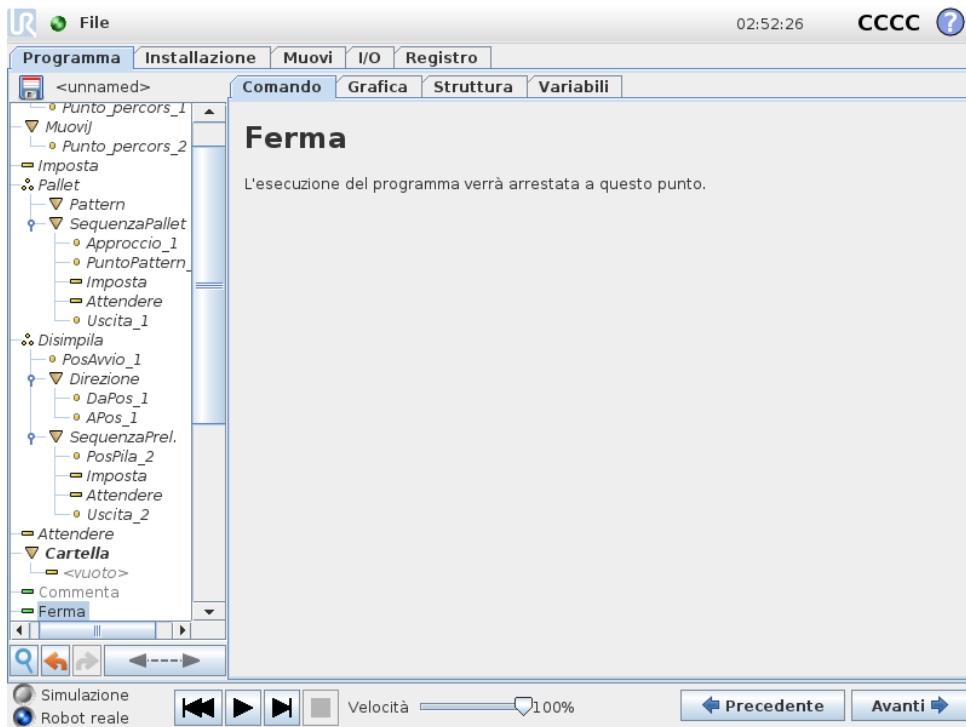 UR File 02:52:26 CCCC ?
Programma Installazione Muovi I/O Registro
<unnamed> Comando Grafica Struttura Variabili
Punto_percors_1
MuoviJ
Punto_percors_2
Imposta
Pallet
Pattern
SequenzaPallet
Approccio_1
PuntoPattern_
Imposta
Attendere
Uscita_1
Disimpila
PosAvvio_1
Direzione
DaPos_1
APos_1
SequenzaPrel.
PosPila_2
Imposta
Attendere
Uscita_2
Attendere
Cartella
<vuoto>
Commenta
Ferma
Ferma
L'esecuzione del programma verrà arrestata a questo punto.
Simulazione
Robot reale
Velocità 100%
Precedente Avanti